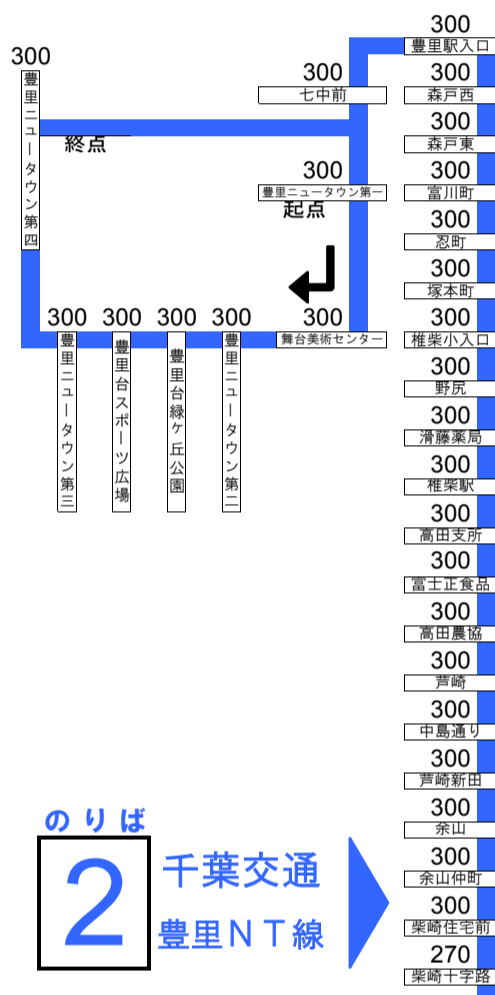 300
豊里駅入口
300
森戸西
300
森戸東
300
富川町
300
忍町
300
塚本町
300
椎柴小入口
300
野尻
300
滑藤薬局
300
椎柴駅
300
高田支所
300
富士正食品
300
高田農協
300
芦崎
300
中島通り
300
芦崎新田
300
余山
300
余山仲町
300
柴崎住宅前
270
柴崎十字路
300
七中前
300
豊里ニュータウン第一
起点
300
舞台美術センター
300
豊里ニュータウン第二
300
豊里台緑ヶ丘公園
300
豊里台スポーツ広場
300
豊里ニュータウン第三
300
豊里ニュータウン第四
終点
のりば
2
千葉交通
豊里NT線